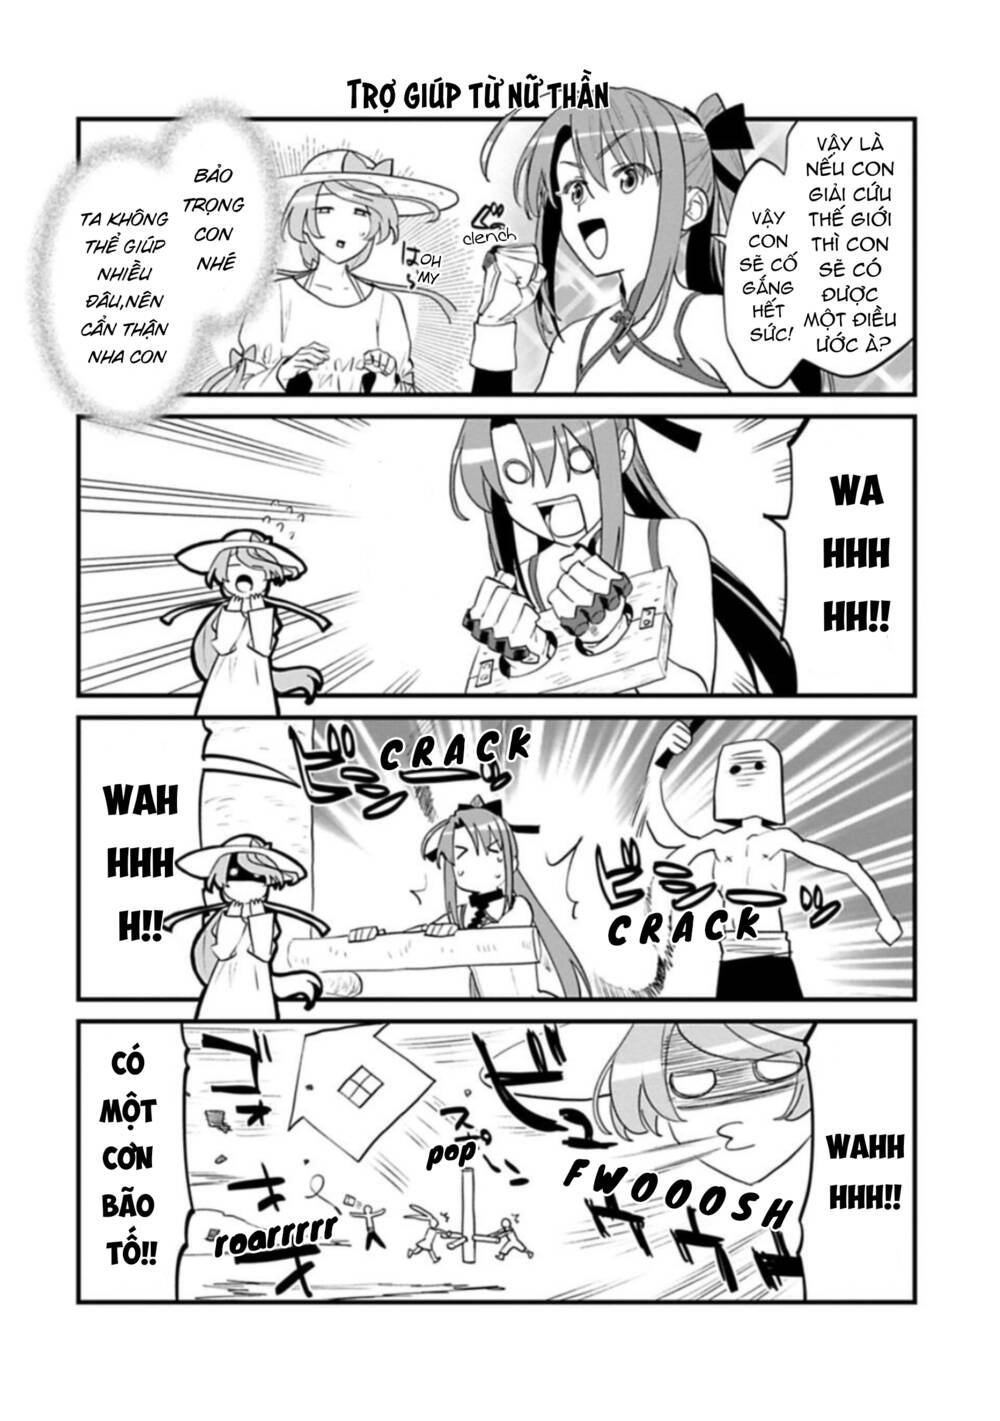 TRỢ GIÚP TỪ NỮ THẦN
VẬY LÀ
NẾU CON
GIẢI CỨU
THẾ GIỚI
THÌ CON
SẼ CÓ
ĐƯỢC
MỘT ĐIỀU
ƯỚC À?
VẬY
CON
SẼ CỐ
GẮNG HẾT
SỨC!
clench
OH
MY
BẢO
TRỌNG
CON
NHÉ
TA KHÔNG
THỂ GIÚP
NHIỀU
ĐÂU,NÊN
CẨN THẬN
NHA CON
WA
HHH
HH!!
CRACK
CRACK
WAH
HHH
H!!
WAHH
HHH!!
FWOOOSH
スポ
pop
roarrrrr
CÓ
MỘT
CƠN
BÃO
TỐ!!